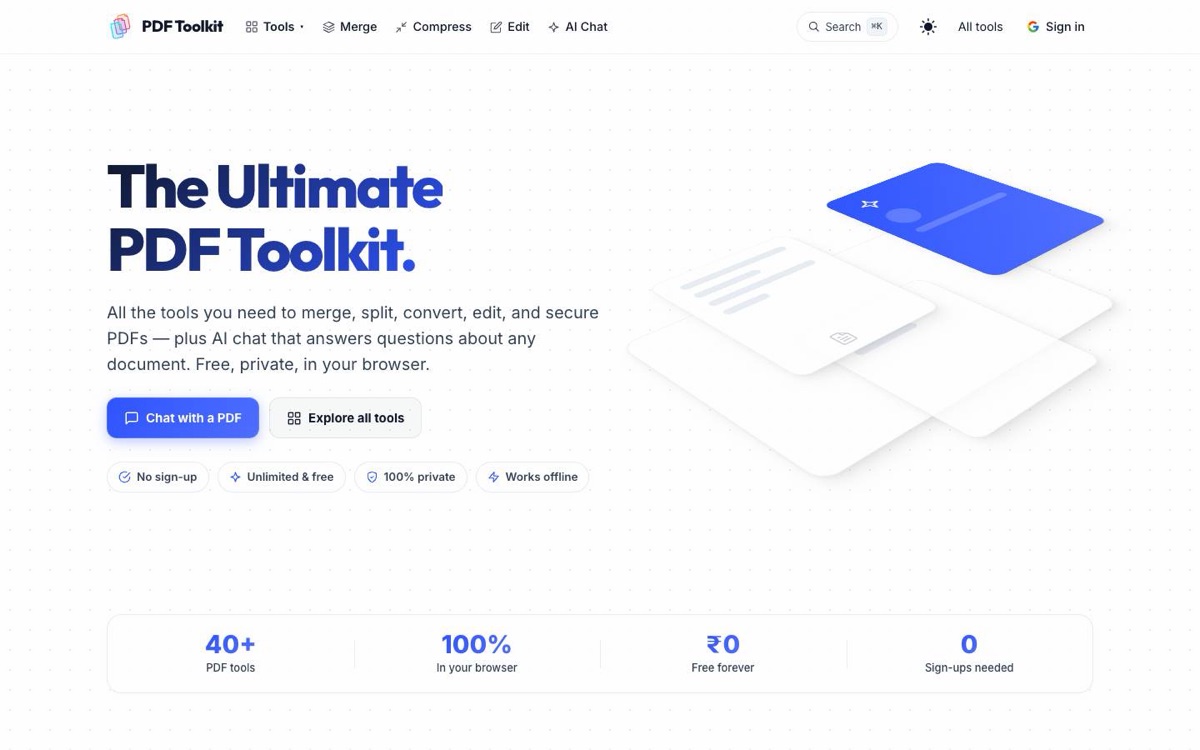 PDF Toolkit
Tools
Merge
Compress
Edit
AI Chat
Search ⌘K
All tools
Sign in
The Ultimate
PDF Toolkit.
All the tools you need to merge, split, convert, edit, and secure
PDFs — plus AI chat that answers questions about any
document. Free, private, in your browser.
Chat with a PDF
Explore all tools
No sign-up
Unlimited & free
100% private
Works offline
40+
PDF tools
100%
In your browser
₹0
Free forever
0
Sign-ups needed